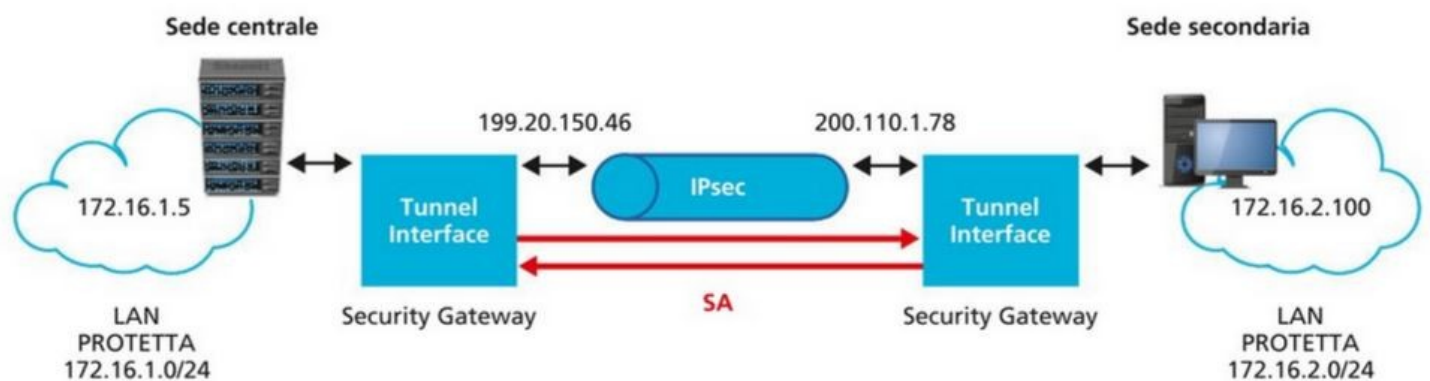 Sede centrale
Sede secondaria
199.20.150.46
200.110.1.78
172.16.1.5
Tunnel
Interface
IPsec
Tunnel
Interface
172.16.2.100
SA
Security Gateway
Security Gateway
LAN
PROTETTA
172.16.1.0/24
LAN
PROTETTA
172.16.2.0/24